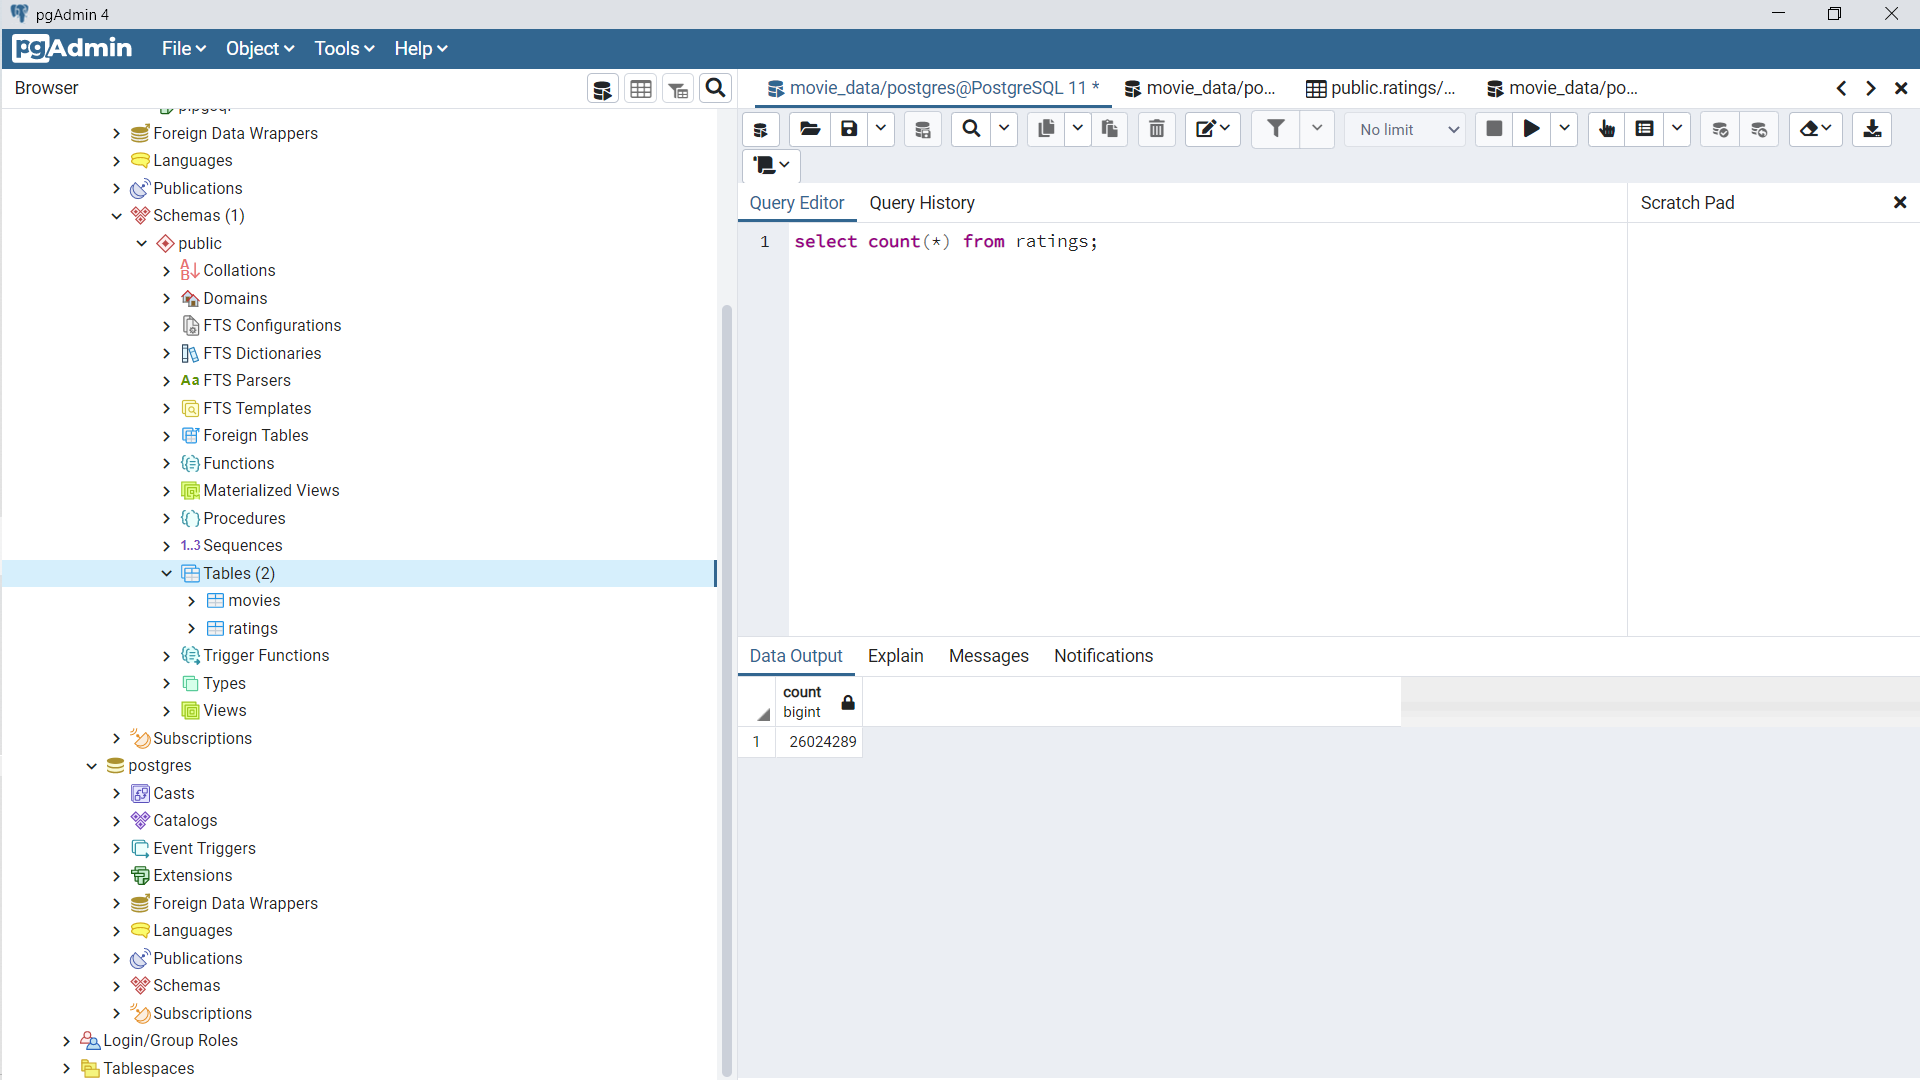 pgAdmin 4
pgAdmin File Object Tools Help
Browser
movie_data/postgres@PostgreSQL 11 *
movie_data/po...
public.ratings/...
movie_data/po...
Foreign Data Wrappers
Languages
Publications
Schemas (1)
public
Collations
Domains
FTS Configurations
FTS Dictionaries
Aa FTS Parsers
FTS Templates
Foreign Tables
Functions
Materialized Views
Procedures
1..3 Sequences
Tables (2)
movies
ratings
Trigger Functions
Types
Views
Subscriptions
postgres
Casts
Catalogs
Event Triggers
Extensions
Foreign Data Wrappers
Languages
Publications
Schemas
Subscriptions
Login/Group Roles
Tablespaces
No limit
Query Editor Query History
Scratch Pad
1 select count(*) from ratings;
Data Output Explain Messages Notifications
count
bigint
1 26024289